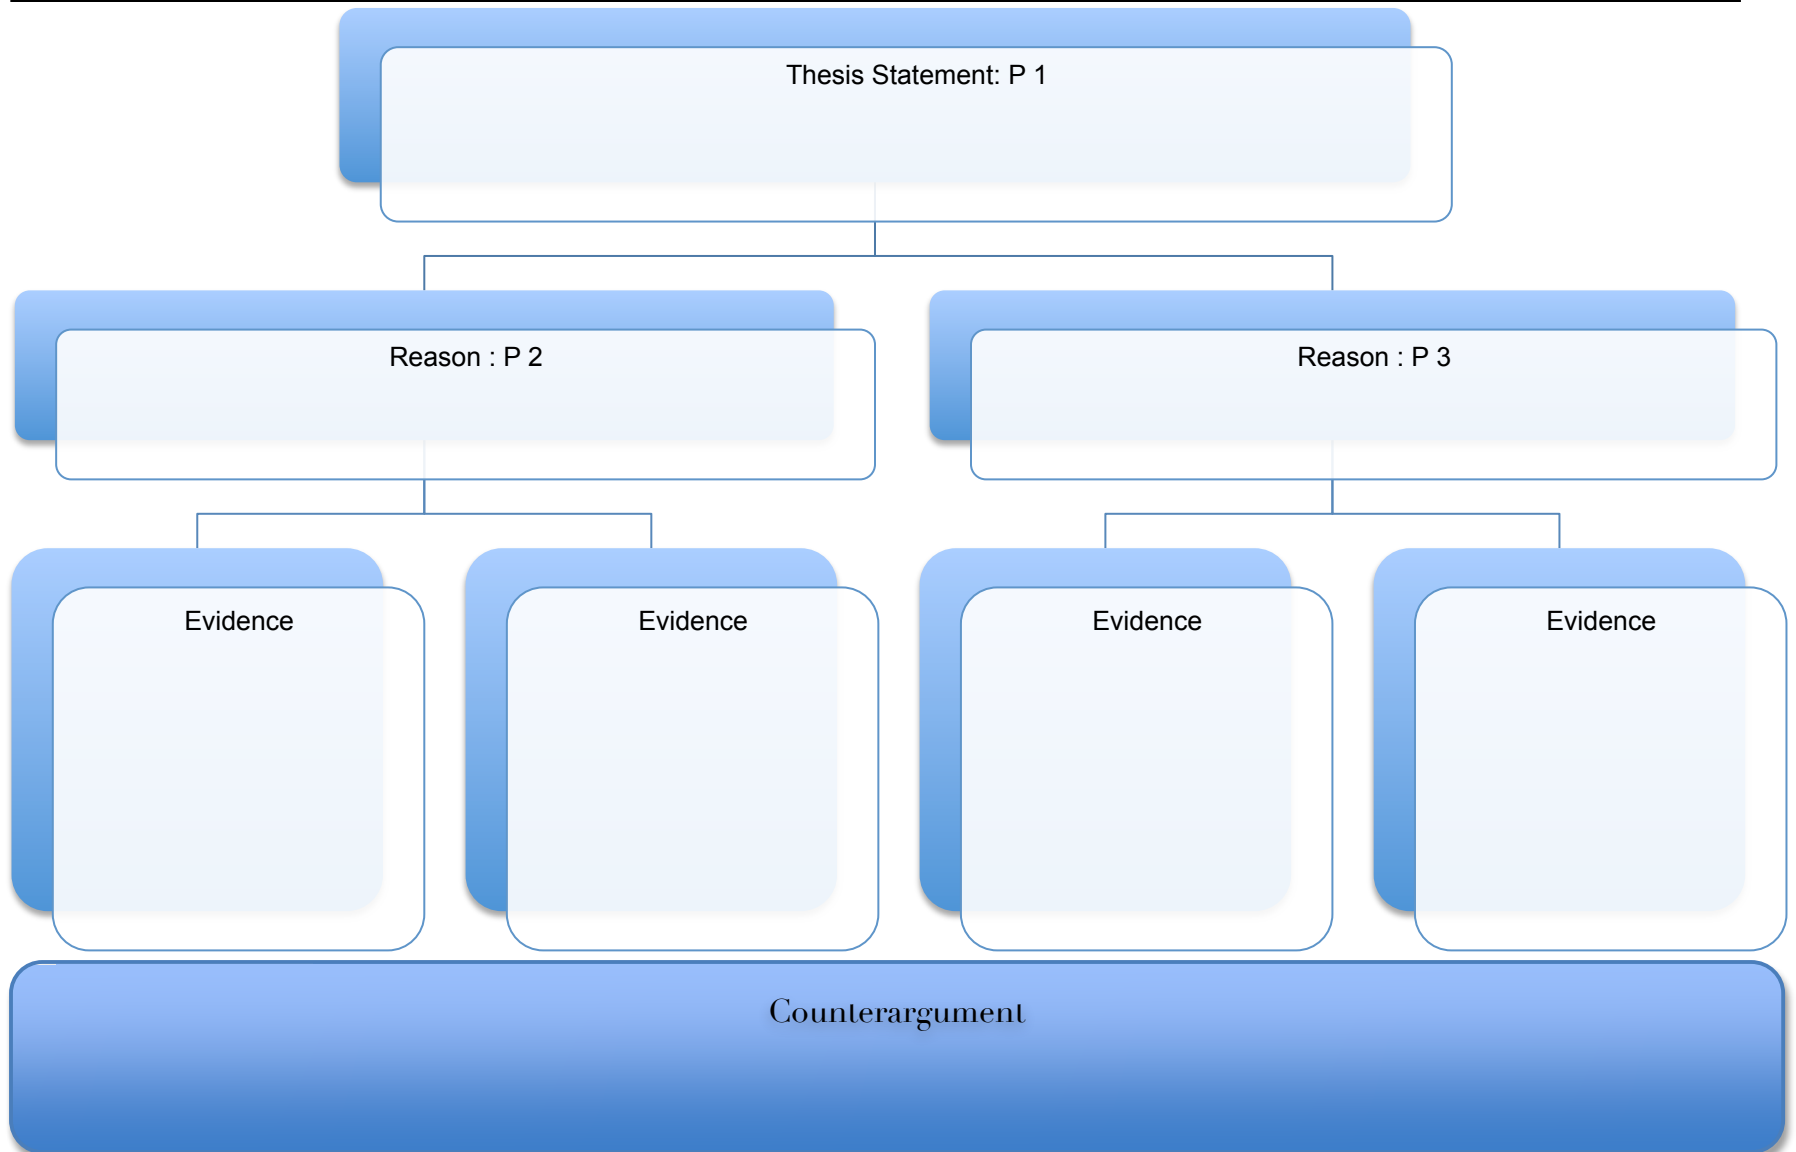 Thesis Statement: P 1
Reason : P 2
Reason : P 3
Evidence
Evidence
Evidence
Evidence
Counterargument